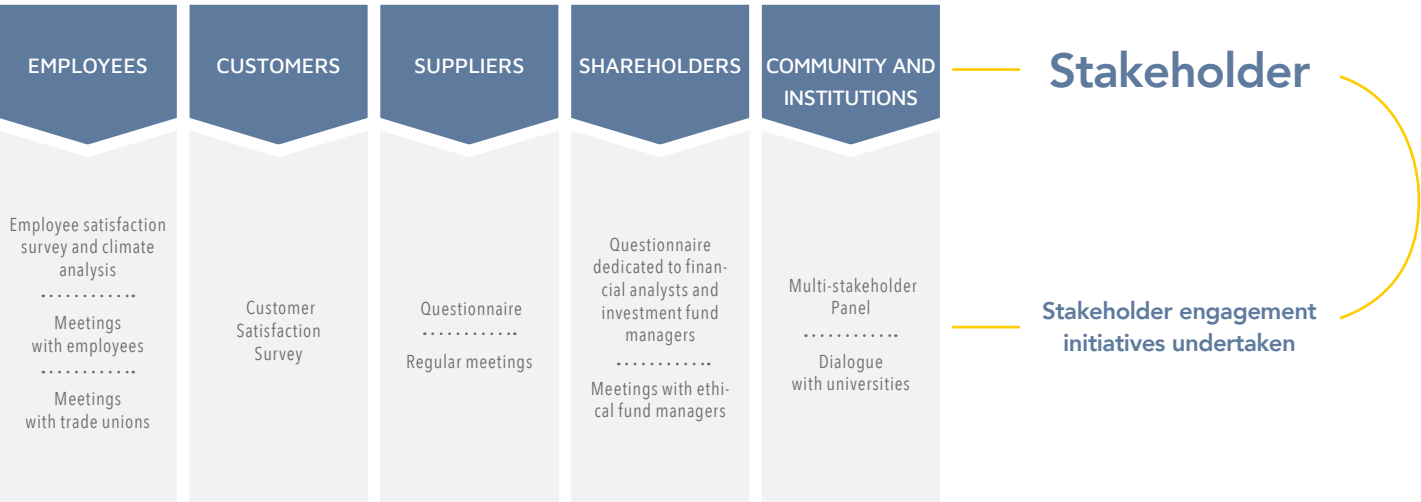 EMPLOYEES
CUSTOMERS
SUPPLIERS
SHAREHOLDERS
COMMUNITY AND
INSTITUTIONS
Stakeholder
Employee satisfaction
survey and climate
analysis
Meetings
with employees
Meetings
with trade unions
Customer
Satisfaction
Survey
Questionnaire
Regular meetings
Questionnaire
dedicated to finan-
cial analysts and
investment fund
managers
Meetings with ethi-
cal fund managers
Multi-stakeholder
Panel
Dialogue
with universities
Stakeholder engagement
initiatives undertaken